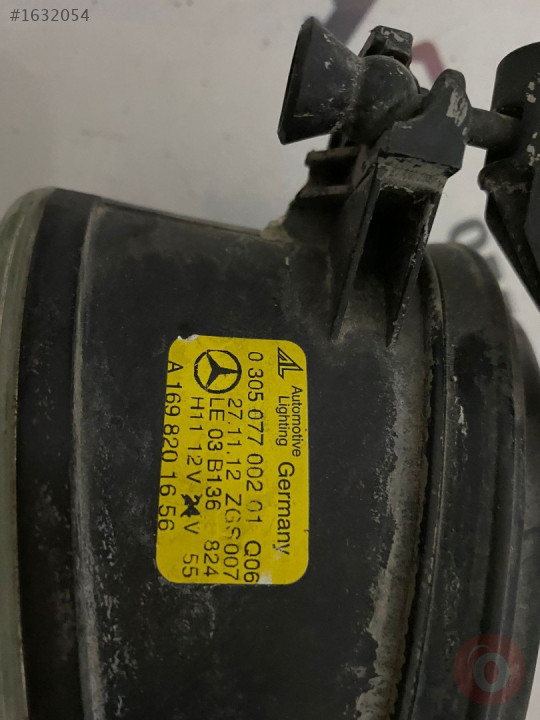 #1632054
AL Automotive Lighting Germany
0 305 077 002 01 Q06
27.11.12 ZGS007
LE 03 B136 824
H11 12V 24V 55
A 169 820 16 56